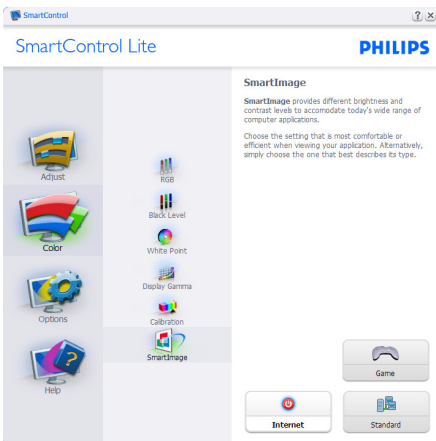 SmartControl
SmartControl Lite
PHILIPS
Adjust
Color
Options
Help
RGB
Black Level
White Point
Display Gamma
Calibration
SmartImage
SmartImage
SmartImage provides different brightness and
contrast levels to accomodate today's wide range of
computer applications.
Choose the setting that is most comfortable or
efficient when viewing your application. Alternatively,
simply choose the one that best describes its type.
Game
Internet
Standard